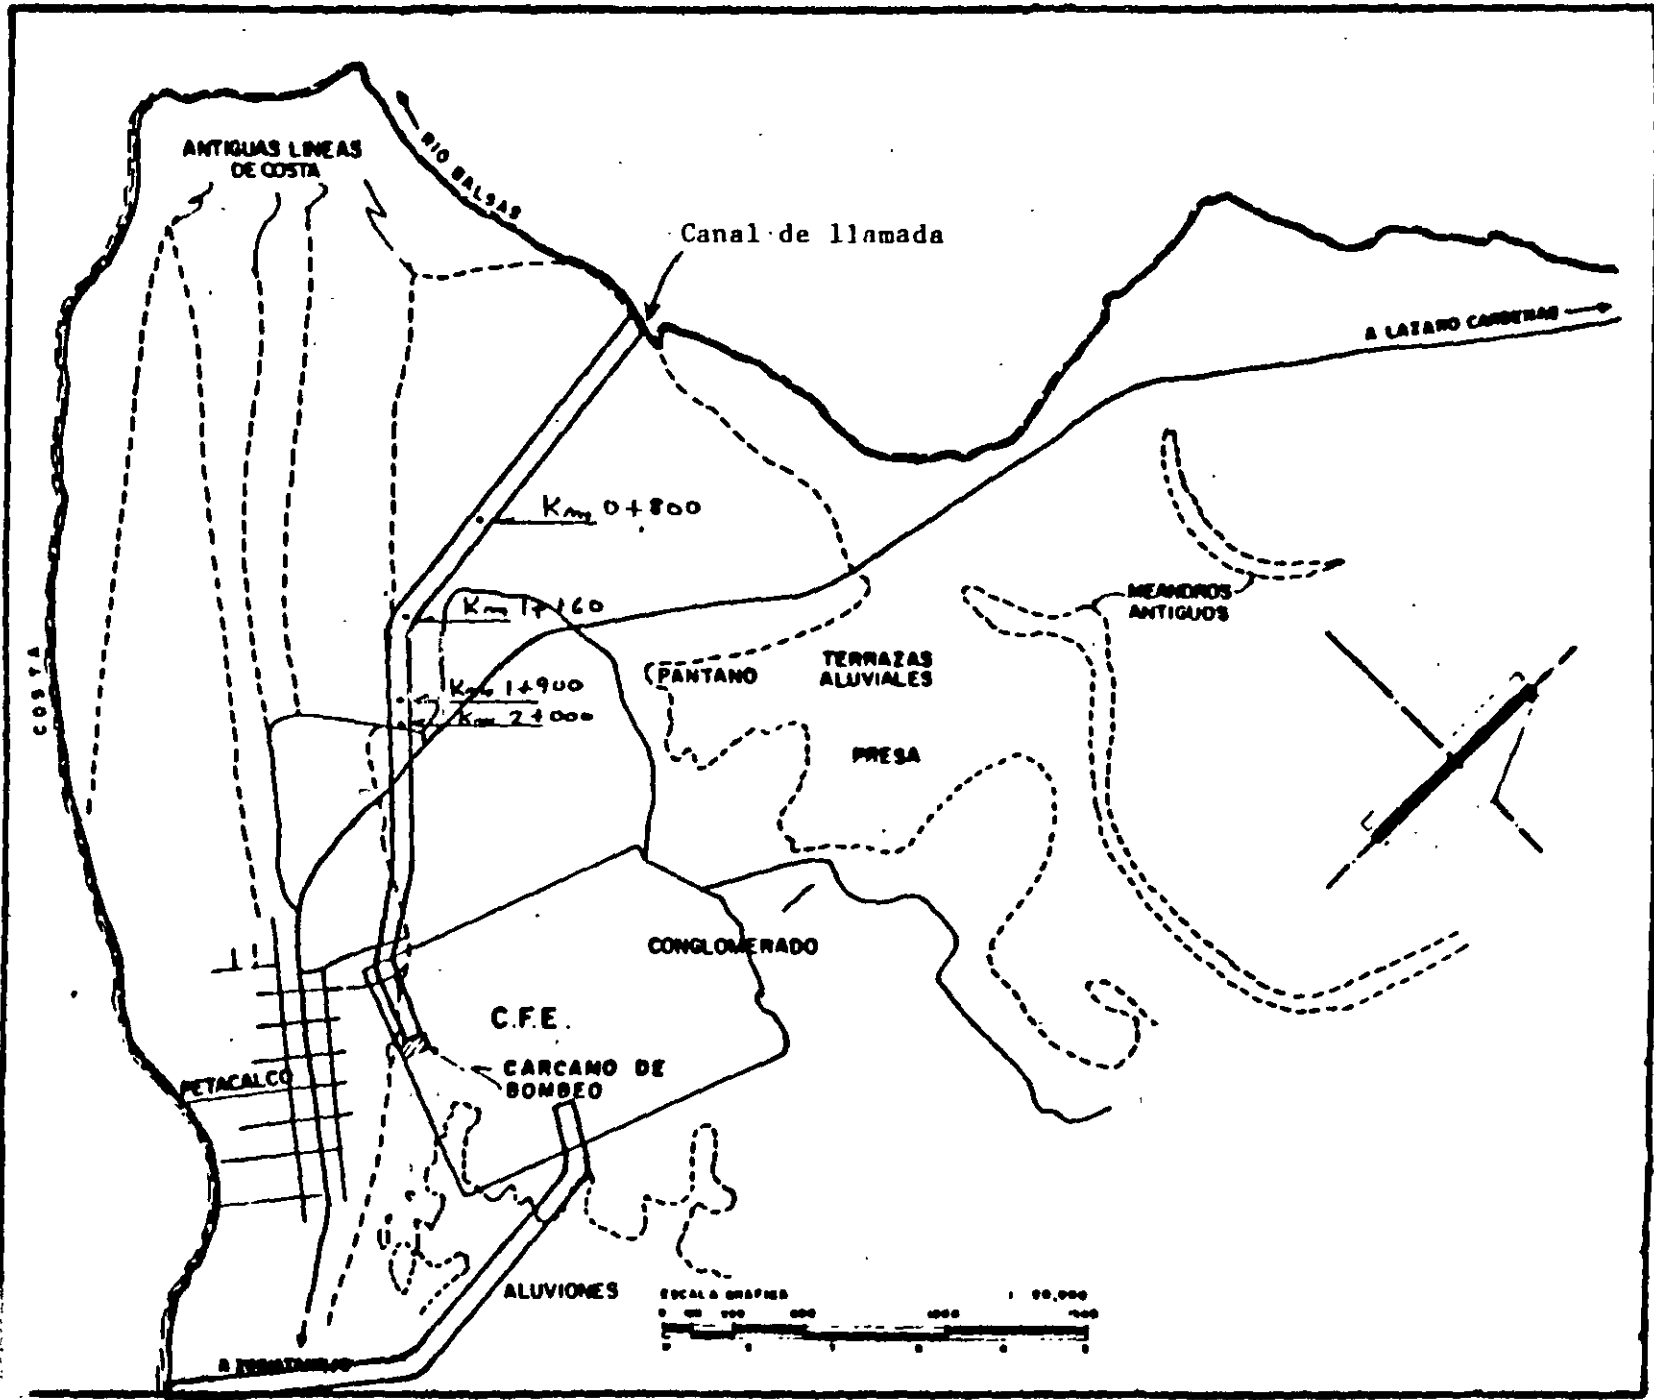 ANTIGUAS LINEAS
DE COSTA
RIO BALSAS
Canal de llamada
A LAZARO CARDENAS
Km 0+800
MEANDROS
ANTIGUOS
Km 1+160
COSTA
PANTANO
TERRAZAS
ALUVIALES
Km 1+900
Km 2+000
PRESA
CONGLOMERADO
C.F.E.
CARCAMO DE
BOMBEO
PETACALCO
ALUVIONES
ESCALA GRAFICA
A ZIHUATANEJO